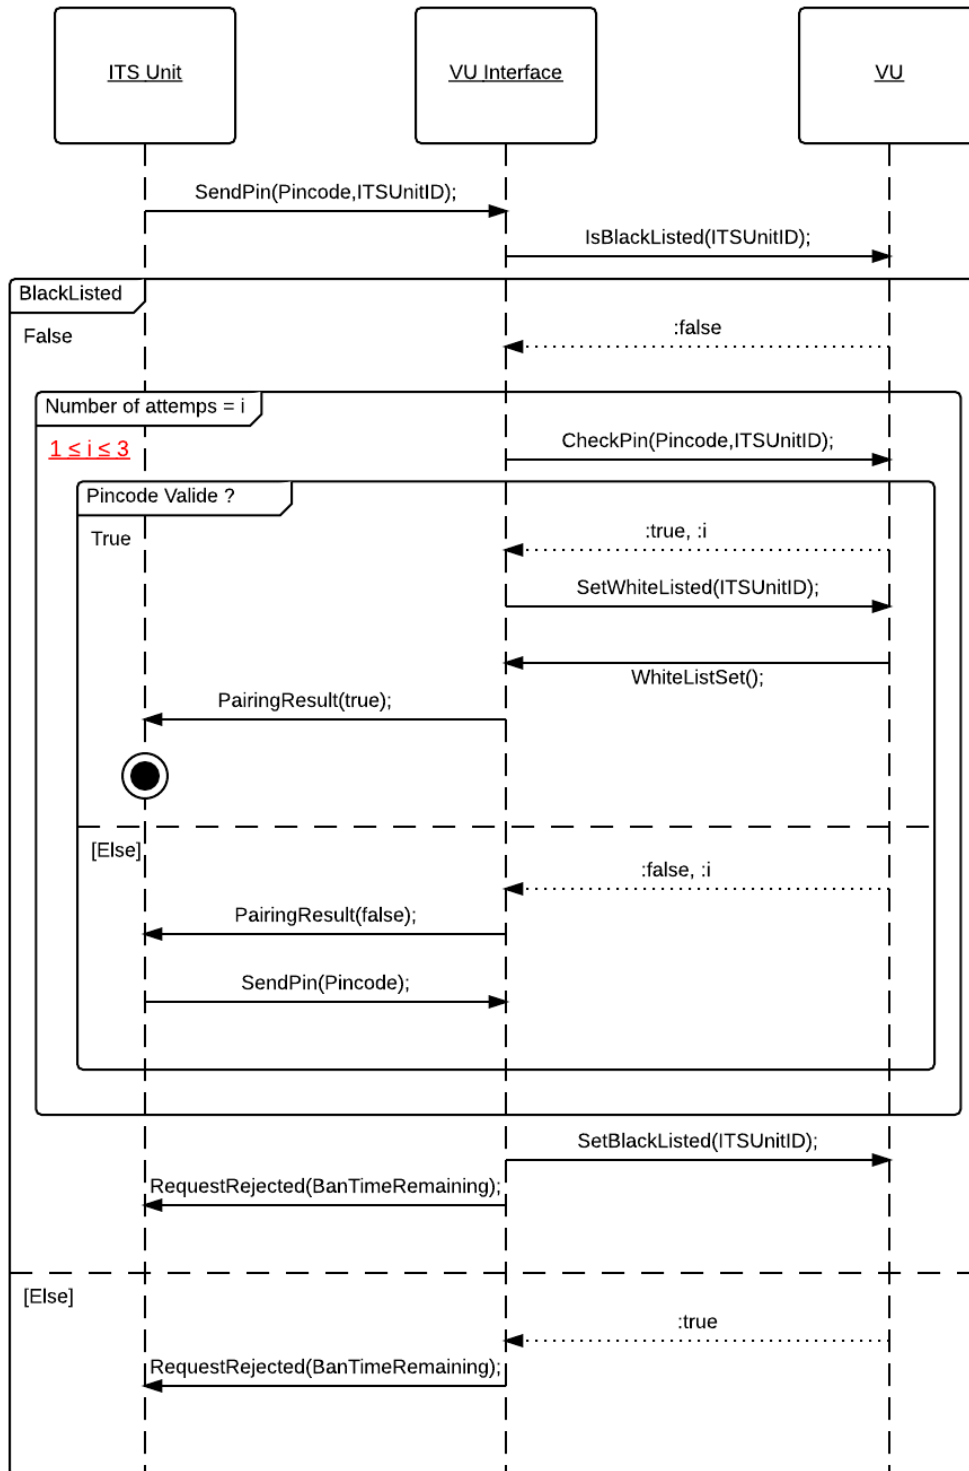 ITS Unit
VU Interface
VU
SendPin(Pincode,ITSUnitID);
IsBlackListed(ITSUnitID);
BlackListed
False
:false
Number of attemps = i
1 ≤ i ≤ 3
CheckPin(Pincode,ITSUnitID);
Pincode Valide ?
True
:true, :i
SetWhiteListed(ITSUnitID);
WhiteListSet();
PairingResult(true);
[Else]
:false, :i
PairingResult(false);
SendPin(Pincode);
SetBlackListed(ITSUnitID);
RequestRejected(BanTimeRemaining);
[Else]
:true
RequestRejected(BanTimeRemaining);